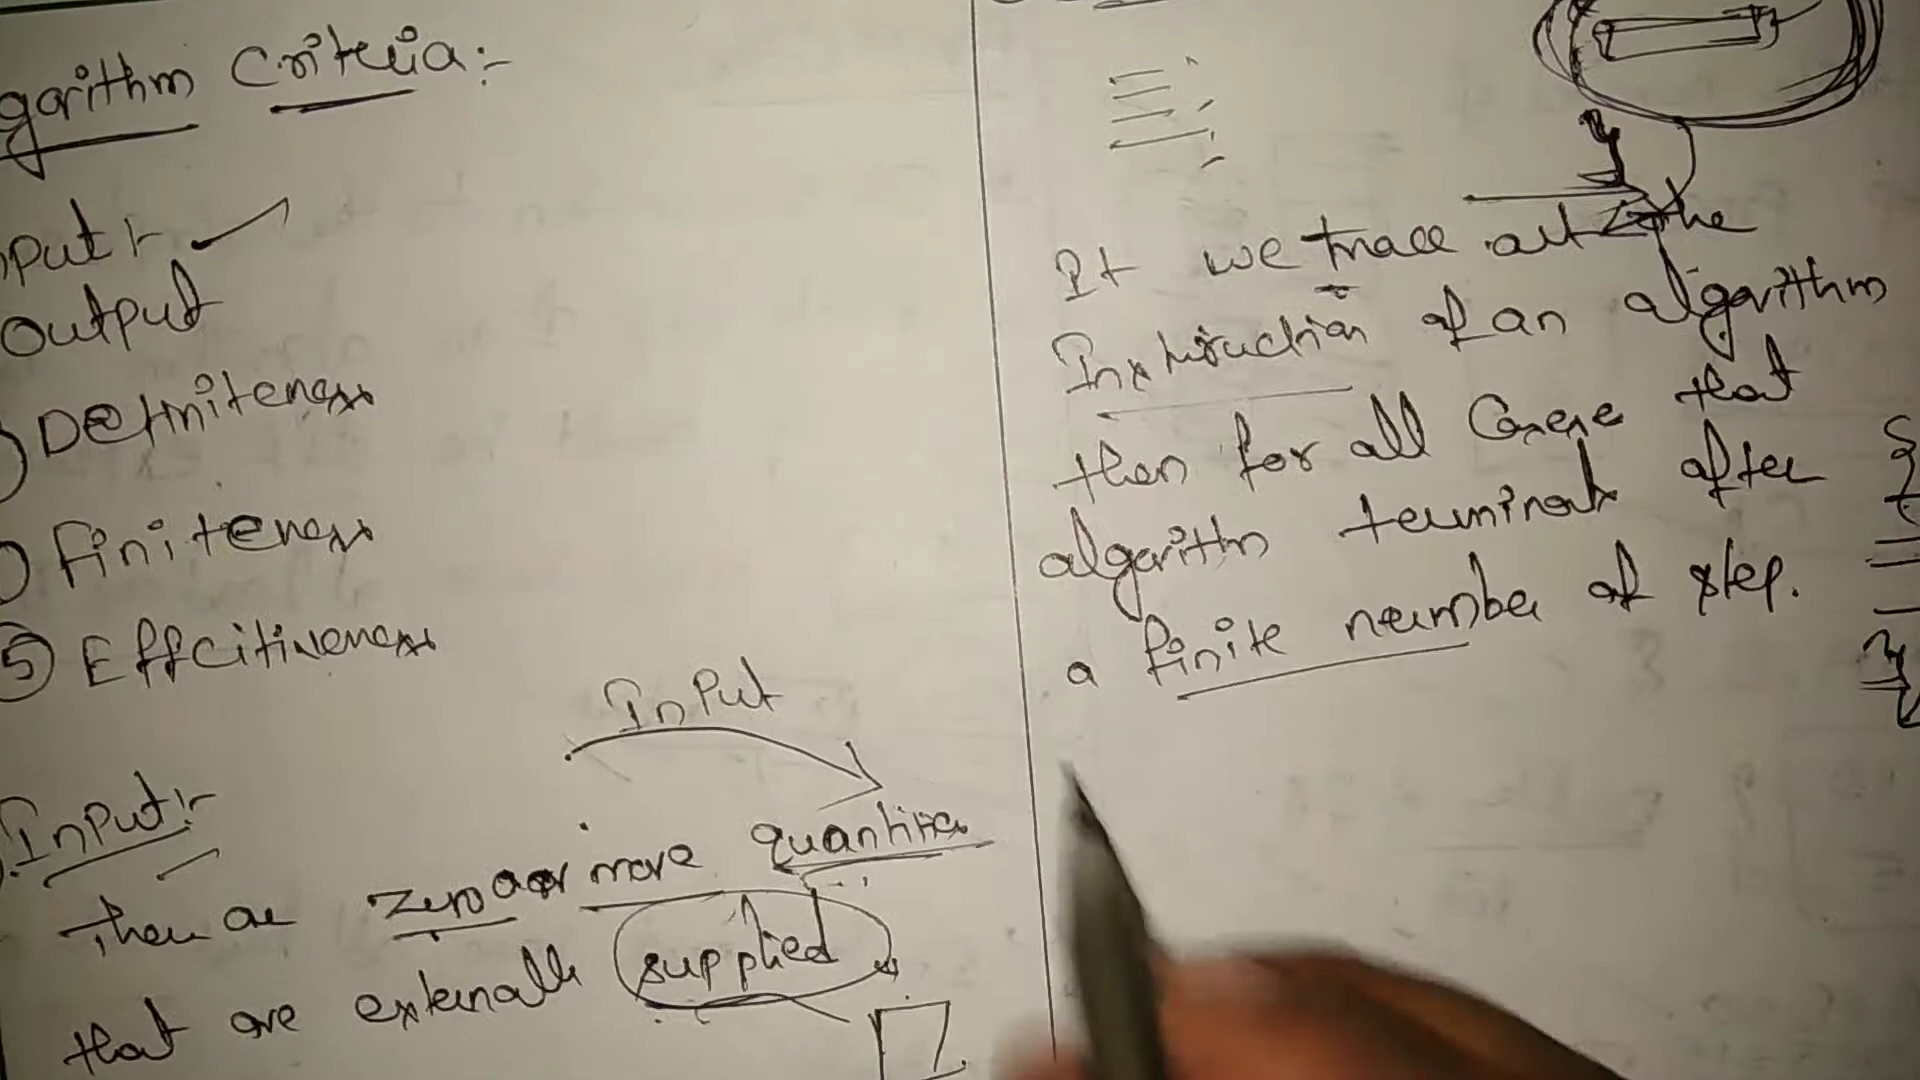 gorithm Criteria:-
nput :-
output
Definiteness
finiteness
5 Effcitiveness
Input
Input :-
There are zero or more quantities
that are externally supplied
If we trace out the
Instruction of an algorithm
then for all Cases that
algorithm terminate after
a finite number of step.